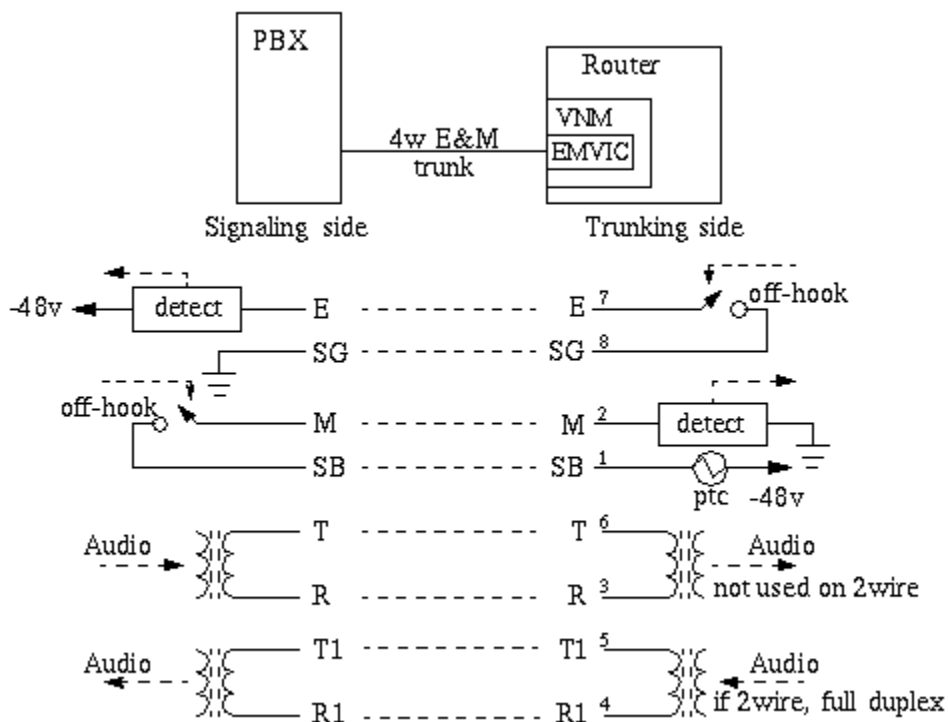 PBX
Router
VNM
EMVIC
4w E&M
trunk
Signaling side
Trunking side
-48v
detect
E
E
7
off-hook
SG
SG
8
off-hook
M
M
2
detect
SB
SB
1
ptc
-48v
Audio
T
T
6
Audio
not used on 2wire
R
R
3
Audio
T1
T1
5
Audio
if 2wire, full duplex
R1
R1
4